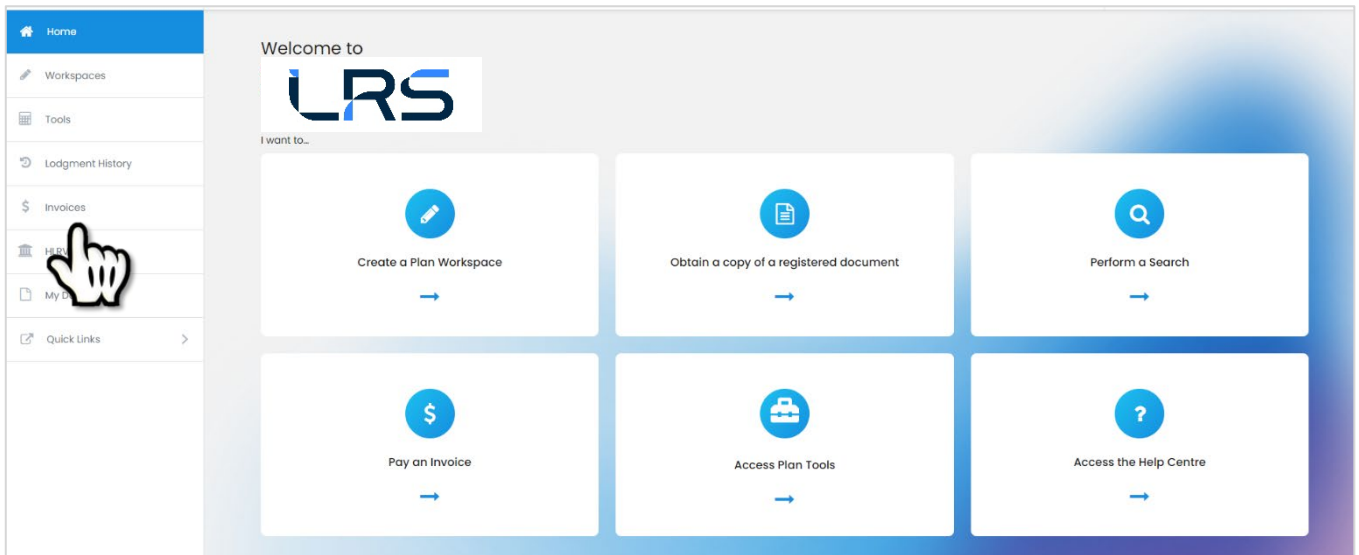 Home
Workspaces
Tools
Lodgment History
Invoices
My
Quick Links
Welcome to
LRS
I want to...
Create a Plan Workspace
Obtain a copy of a registered document
Perform a Search
Pay an Invoice
Access Plan Tools
Access the Help Centre